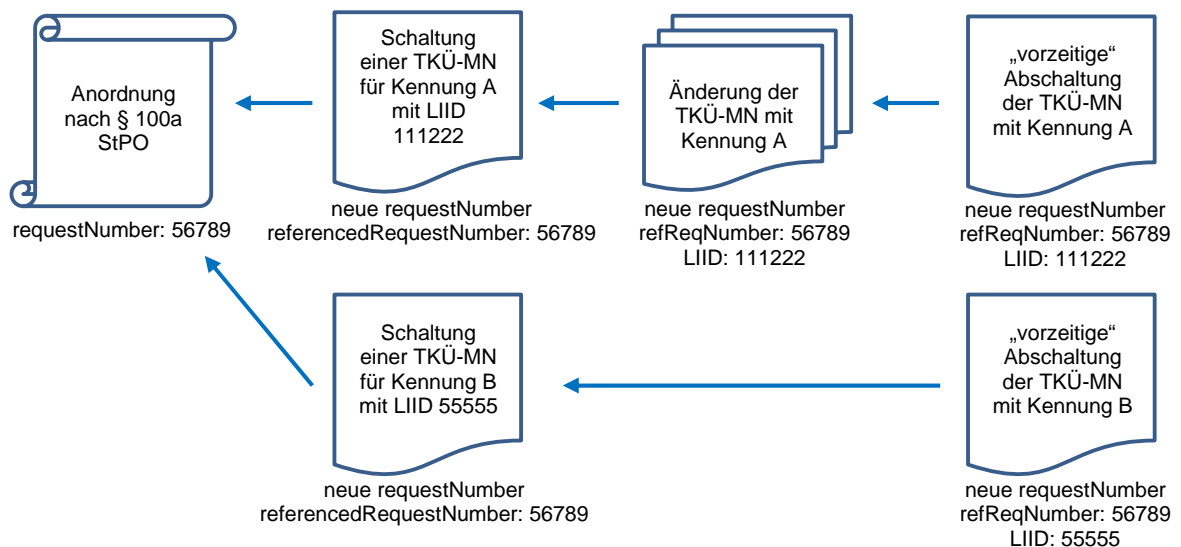 Anordnung
nach § 100a
StPO
requestNumber: 56789
Schaltung
einer TKÜ-MN
für Kennung A
mit LIID
111222
neue requestNumber
referencedRequestNumber: 56789
Änderung der
TKÜ-MN mit
Kennung A
neue requestNumber
refReqNumber: 56789
LIID: 111222
„vorzeitige“
Abschaltung
der TKÜ-MN
mit Kennung A
neue requestNumber
refReqNumber: 56789
LIID: 111222
Schaltung
einer TKÜ-MN
für Kennung B
mit LIID 55555
neue requestNumber
referencedRequestNumber: 56789
„vorzeitige“
Abschaltung
der TKÜ-MN
mit Kennung B
neue requestNumber
refReqNumber: 56789
LIID: 55555